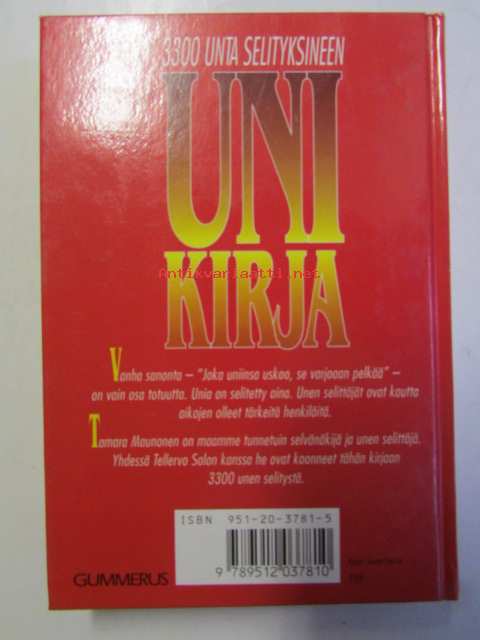 3300 UNTA SELITYKSINEEN
UNI
KIRJA
Antikvariaatti.net
Vanha sanonta – "Joka uniinsa uskoo, se varjoaan pelkää" –
on vain osa totuutta. Unia on selitetty aina. Unen selittäjät ovat kautta
aikojen olleet tärkeitä henkilöitä.
Tamara Maunonen on maamme tunnetuin selvänäkijä ja unen selittäjä.
Yhdessä Tellervo Salon kanssa he ovat koonneet tähän kirjaan
3300 unen selitystä.
ISBN 951-20-3781-5
9 789512 037810
GUMMERUS